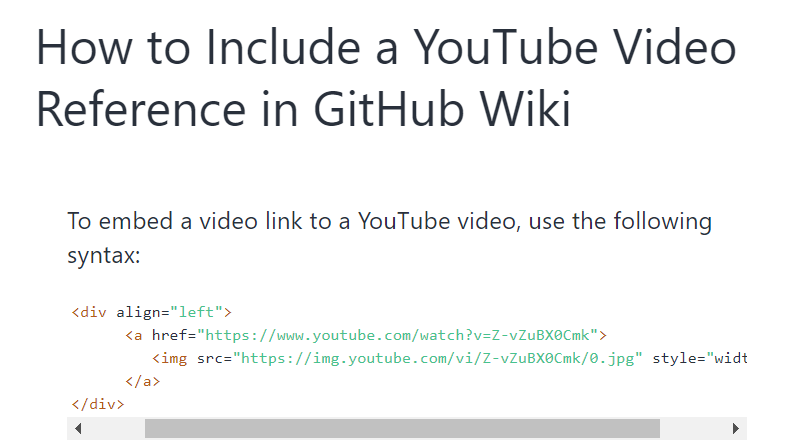 How to Include a YouTube Video
Reference in GitHub Wiki
To embed a video link to a YouTube video, use the following
syntax:
<div align="left">
<a href="https://www.youtube.com/watch?v=Z-vZuBX0Cmk">
<img src="https://img.youtube.com/vi/Z-vZuBX0Cmk/0.jpg" style="widt
</a>
</div>